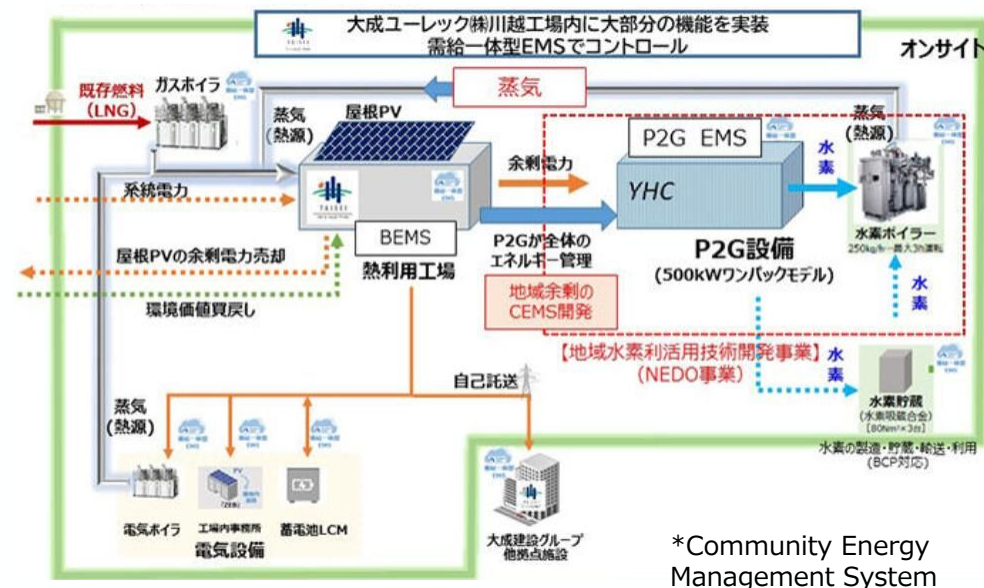 大成ユーレック㈱川越工場内に大部分の機能を実装
需給一体型EMSでコントロール
オンサイト
既存燃料
(LNG)
ガスボイラ
蒸気
(熱源)
屋根PV
蒸気
余剰電力
P2G EMS
YHC
水素
蒸気
(熱源)
水素ボイラー
系統電力
TAISEI
BEMS
熱利用工場
P2Gが全体の
エネルギー管理
P2G設備
(500kWワンパックモデル)
屋根PVの余剰電力売却
環境価値買戻し
地域余剰の
CEMS開発
水素
【地域水素利活用技術開発事業】
(NEDO事業)
水素
自己託送
水素貯蔵
(水素吸蔵合金)
[80Nm³×3台]
水素の製造・貯蔵・輸送・利用
(BCP対応)
蒸気
(熱源)
PV
電気ボイラ
工場内事務所
蓄電池LCM
電気設備
大成建設グループ
他拠点施設
*Community Energy
Management System